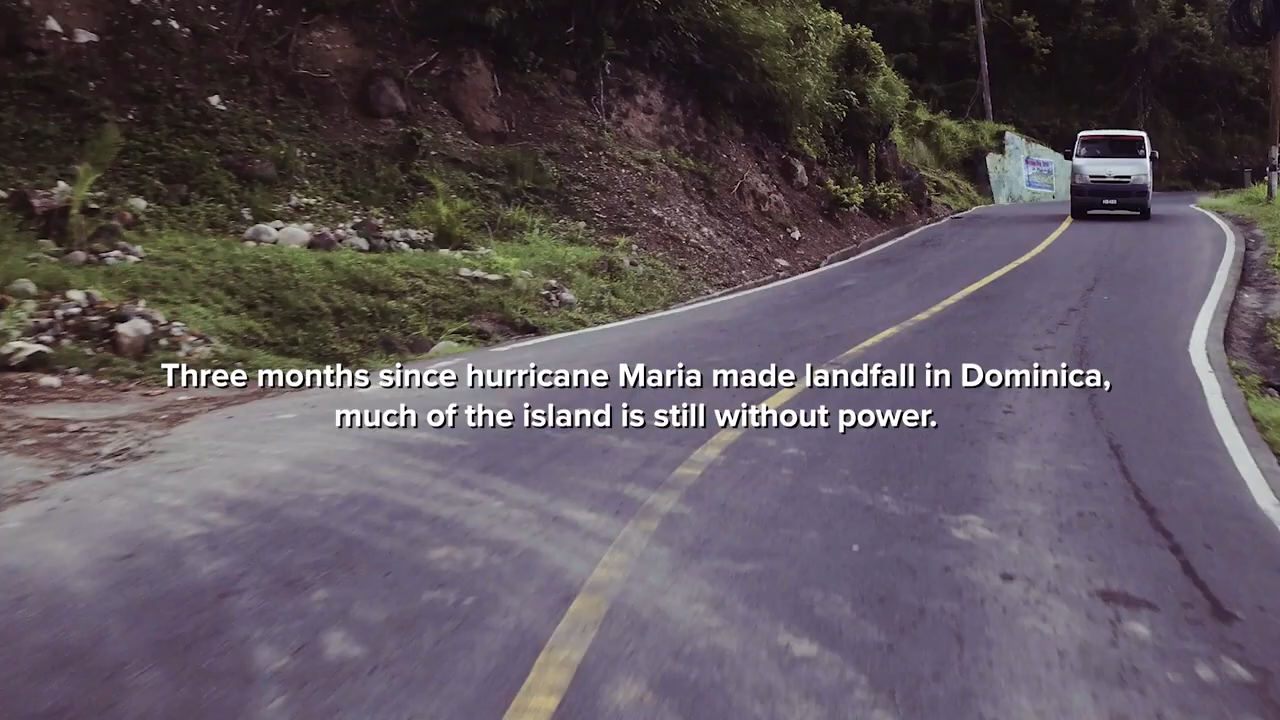 Three months since hurricane Maria made landfall in Dominica,
much of the island is still without power.